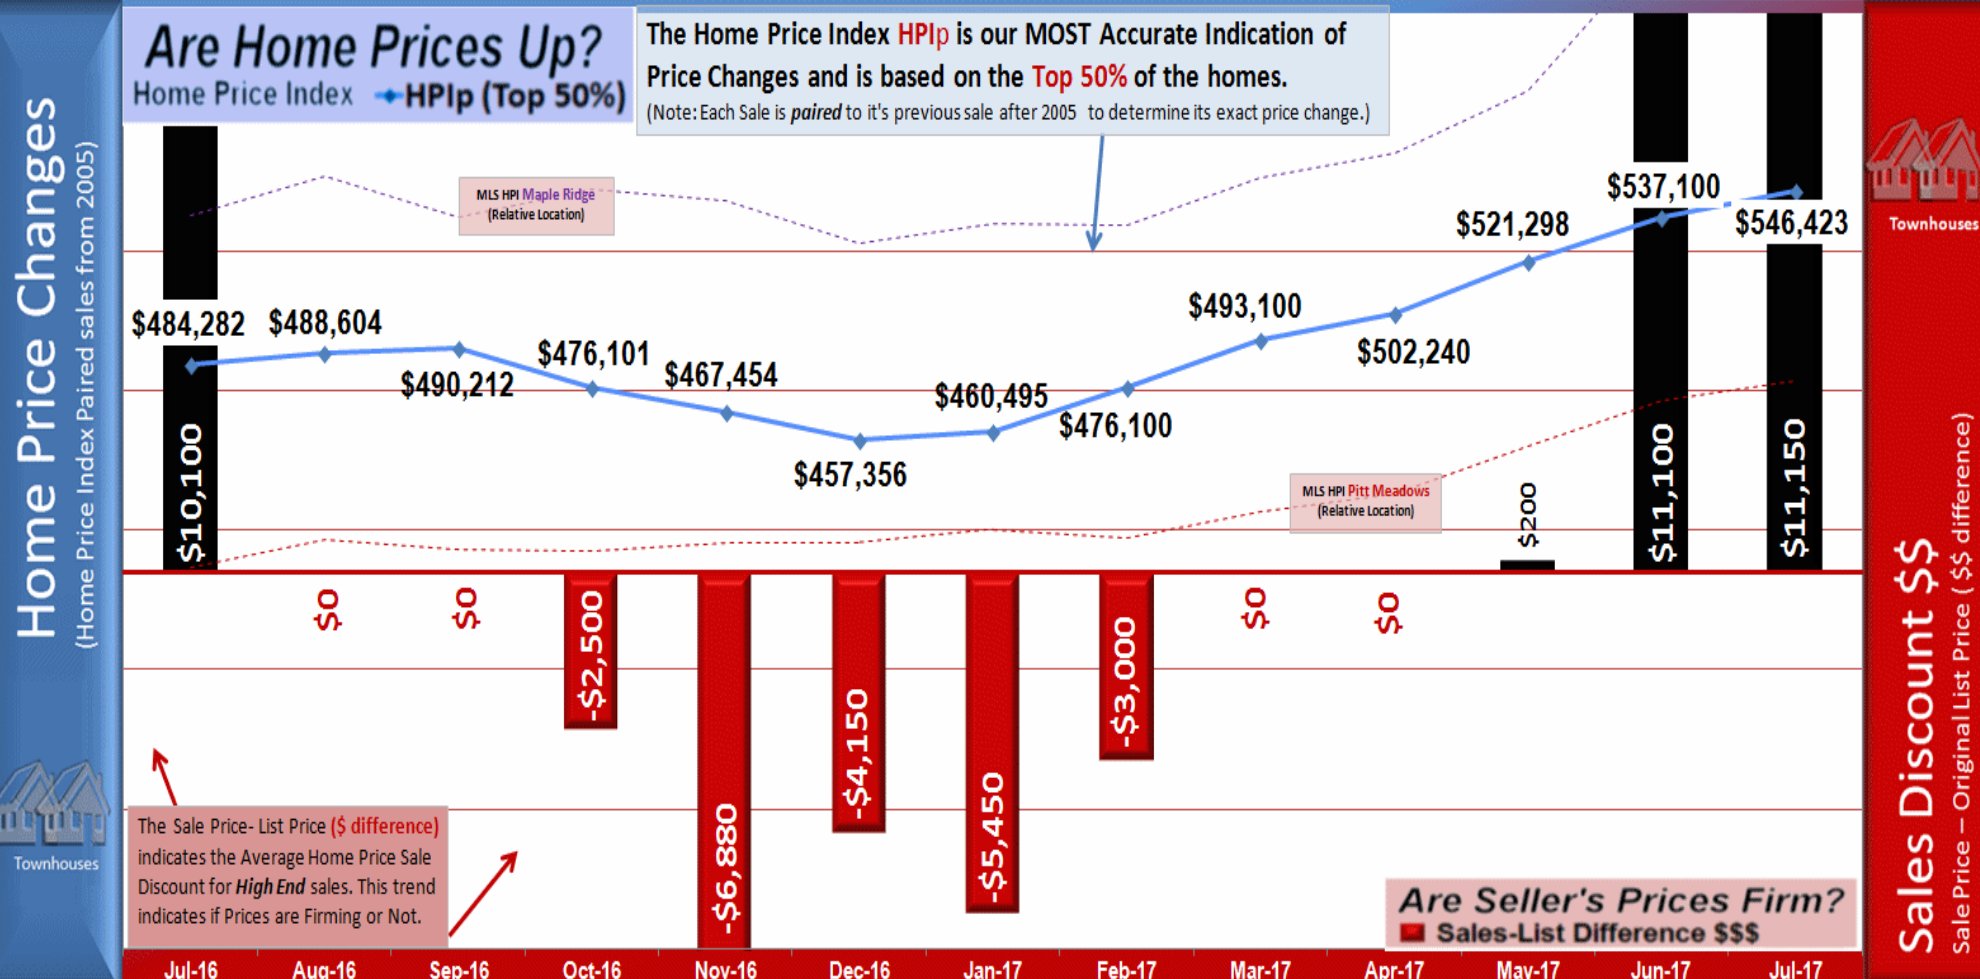 Home Price Changes
(Home Price Index Paired sales from 2005)
Townhouses
Are Home Prices Up?
Home Price Index HPIp (Top 50%)
The Home Price Index HPIp is our MOST Accurate Indication of
Price Changes and is based on the Top 50% of the homes.
(Note: Each Sale is paired to it's previous sale after 2005 to determine its exact price change.)
MLS HPI Maple Ridge
(Relative Location)
$484,282
$488,604
$490,212
$476,101
$467,454
$457,356
$460,495
$476,100
$493,100
$502,240
$521,298
$537,100
$546,423
MLS HPI Pitt Meadows
(Relative Location)
$10,100
$0
$0
-$2,500
-$6,880
-$4,150
-$5,450
-$3,000
$0
$0
$200
$11,100
$11,150
The Sale Price- List Price ($ difference)
indicates the Average Home Price Sale
Discount for High End sales. This trend
indicates if Prices are Firming or Not.
Are Seller's Prices Firm?
Sales-List Difference $$$
Jul-16 Aug-16 Sep-16 Oct-16 Nov-16 Dec-16 Jan-17 Feb-17 Mar-17 Apr-17 May-17 Jun-17 Jul-17
Townhouses
Sales Discount $$
Sale Price – Original List Price ( $$ difference)